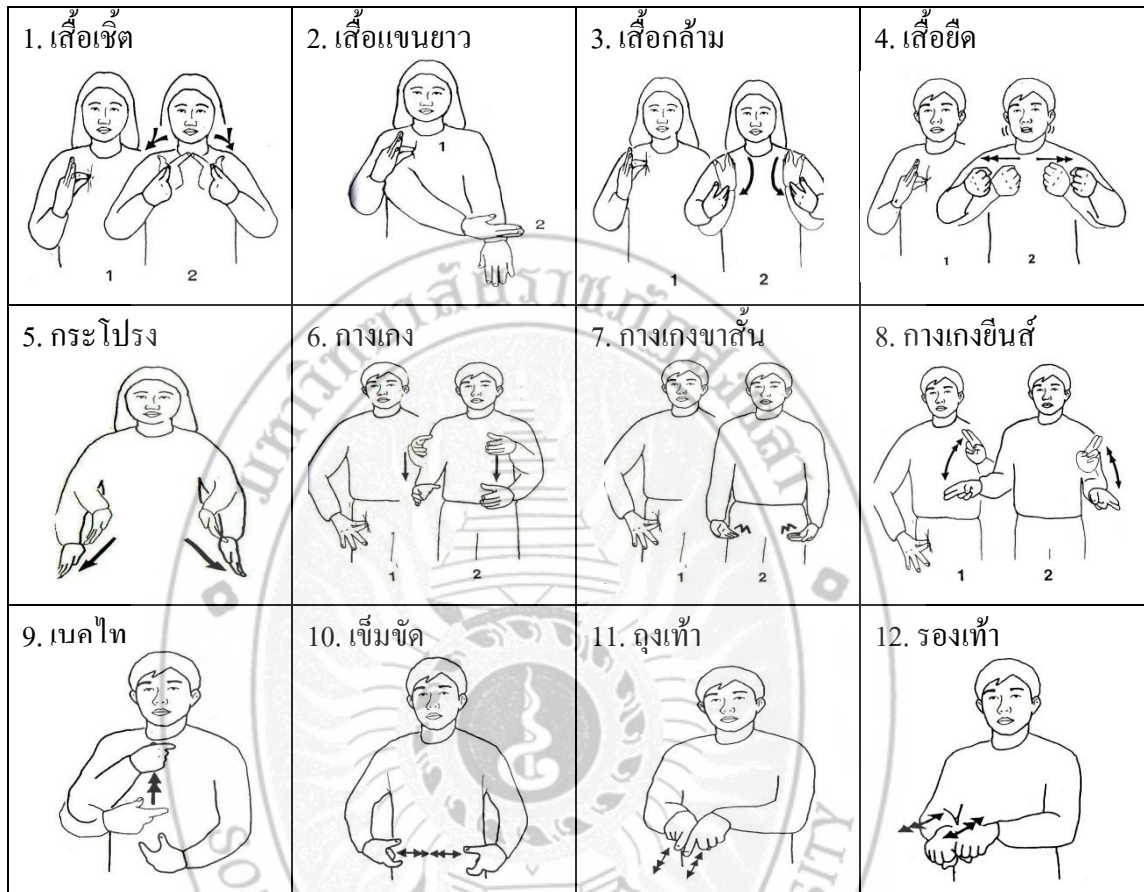 1. เสื้อเชิ้ต
2. เสื้อแขนยาว
3. เสื้อกล้าม
4. เสื้อยืด
1 2
1
2
1 2
1 2
5. กระโปรง
6. กางเกง
7. กางเกงขาสั้น
8. กางเกงยีนส์
1 2
1 2
1 2
9. เนคไท
10. เข็มขัด
11. ถุงเท้า
12. รองเท้า